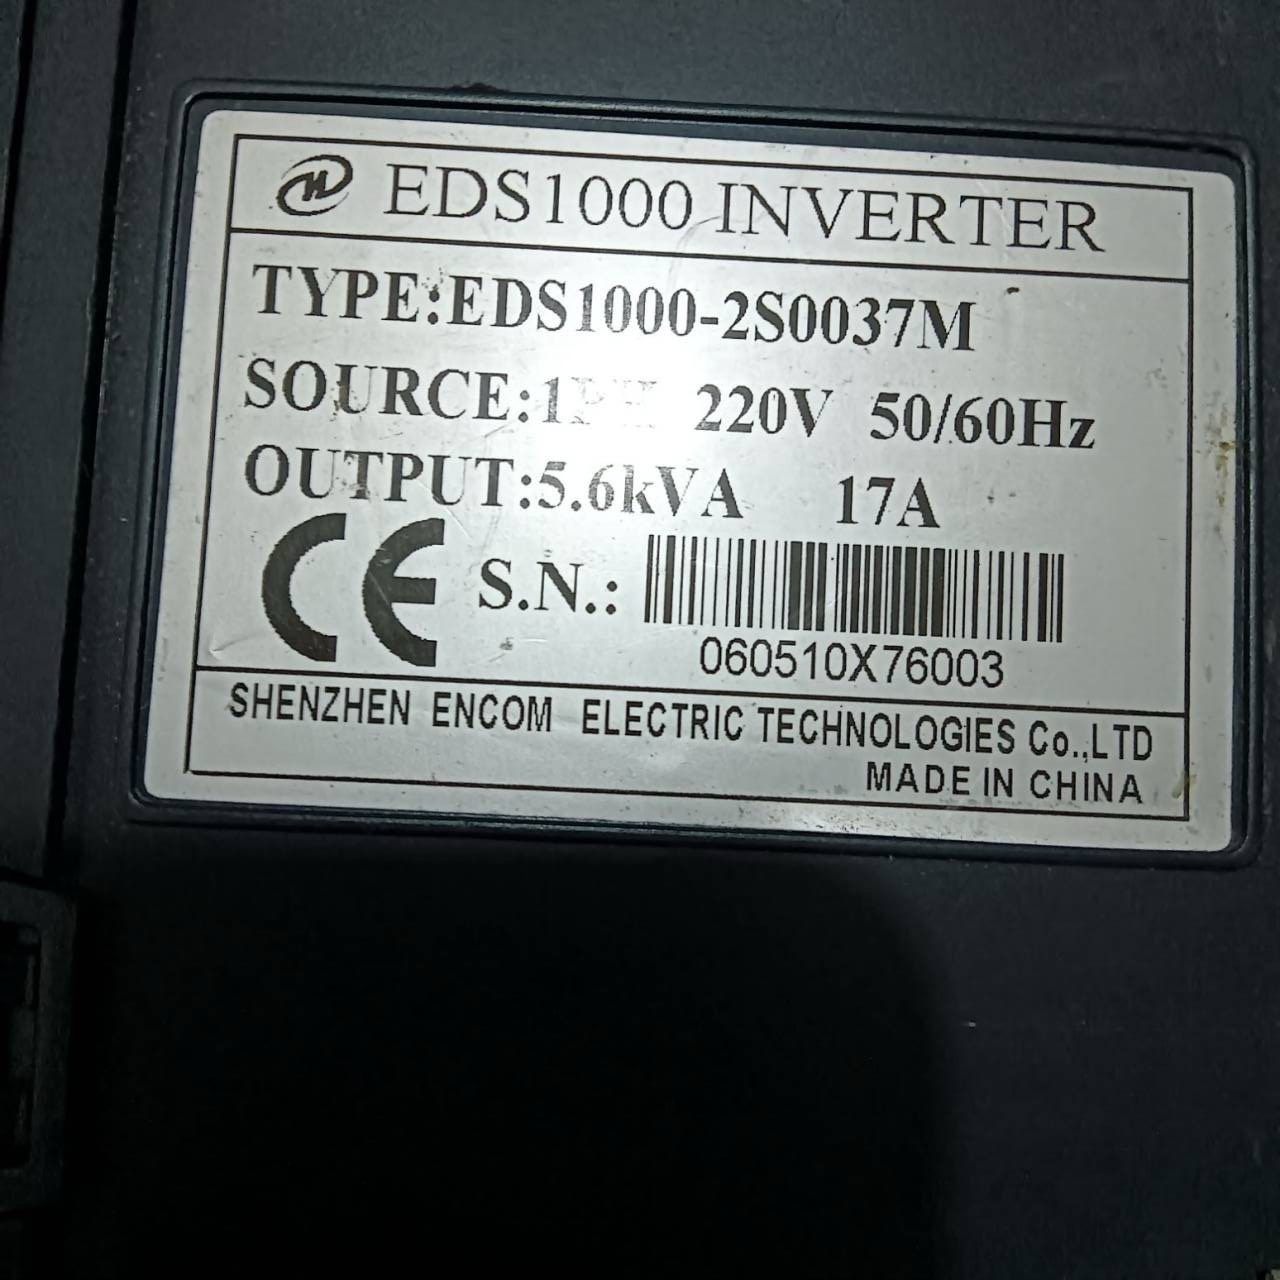 EDS1000 INVERTER
TYPE:EDS1000-2S0037M
SOURCE:1PH 220V 50/60Hz
OUTPUT:5.6kVA 17A
CE S.N.:
060510X76003
SHENZHEN ENCOM ELECTRIC TECHNOLOGIES Co.,LTD
MADE IN CHINA